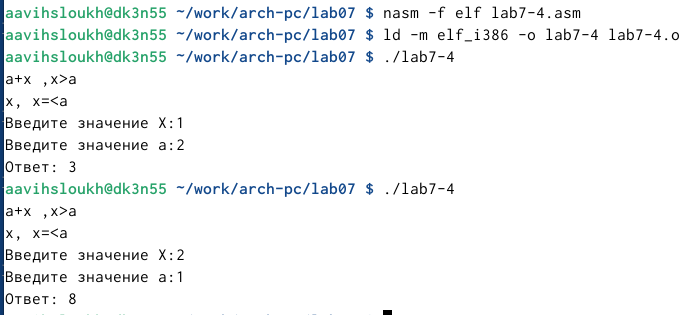 aavihsloukh@dk3n55 ~/work/arch-pc/lab07 $ nasm -f elf lab7-4.asm
aavihsloukh@dk3n55 ~/work/arch-pc/lab07 $ ld -m elf_i386 -o lab7-4 lab7-4.o
aavihsloukh@dk3n55 ~/work/arch-pc/lab07 $ ./lab7-4
a+x ,x>a
x, x=<a
Введите значение X:1
Введите значение a:2
Ответ: 3
aavihsloukh@dk3n55 ~/work/arch-pc/lab07 $ ./lab7-4
a+x ,x>a
x, x=<a
Введите значение X:2
Введите значение a:1
Ответ: 8